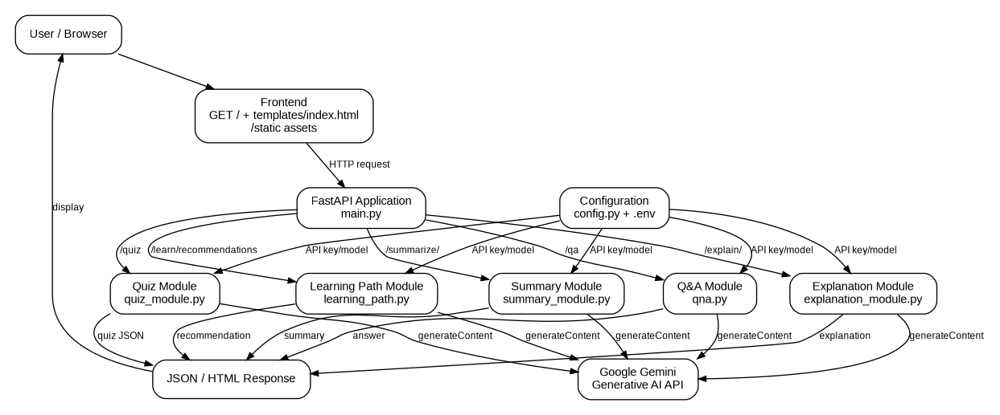 User / Browser
Frontend
GET / + templates/index.html
/static assets
HTTP request
display
FastAPI Application
main.py
Configuration
config.py + .env
/quiz
/learn/recommendations
API key/model
/summarize/
API key/model
/qa
API key/model
/explain/
API key/model
API key/model
Quiz Module
quiz_module.py
Learning Path Module
learning_path.py
Summary Module
summary_module.py
Q&A Module
qna.py
Explanation Module
explanation_module.py
quiz JSON
recommendation
summary
answer
generateContent
generateContent
generateContent
generateContent
explanation
generateContent
JSON / HTML Response
Google Gemini
Generative AI API